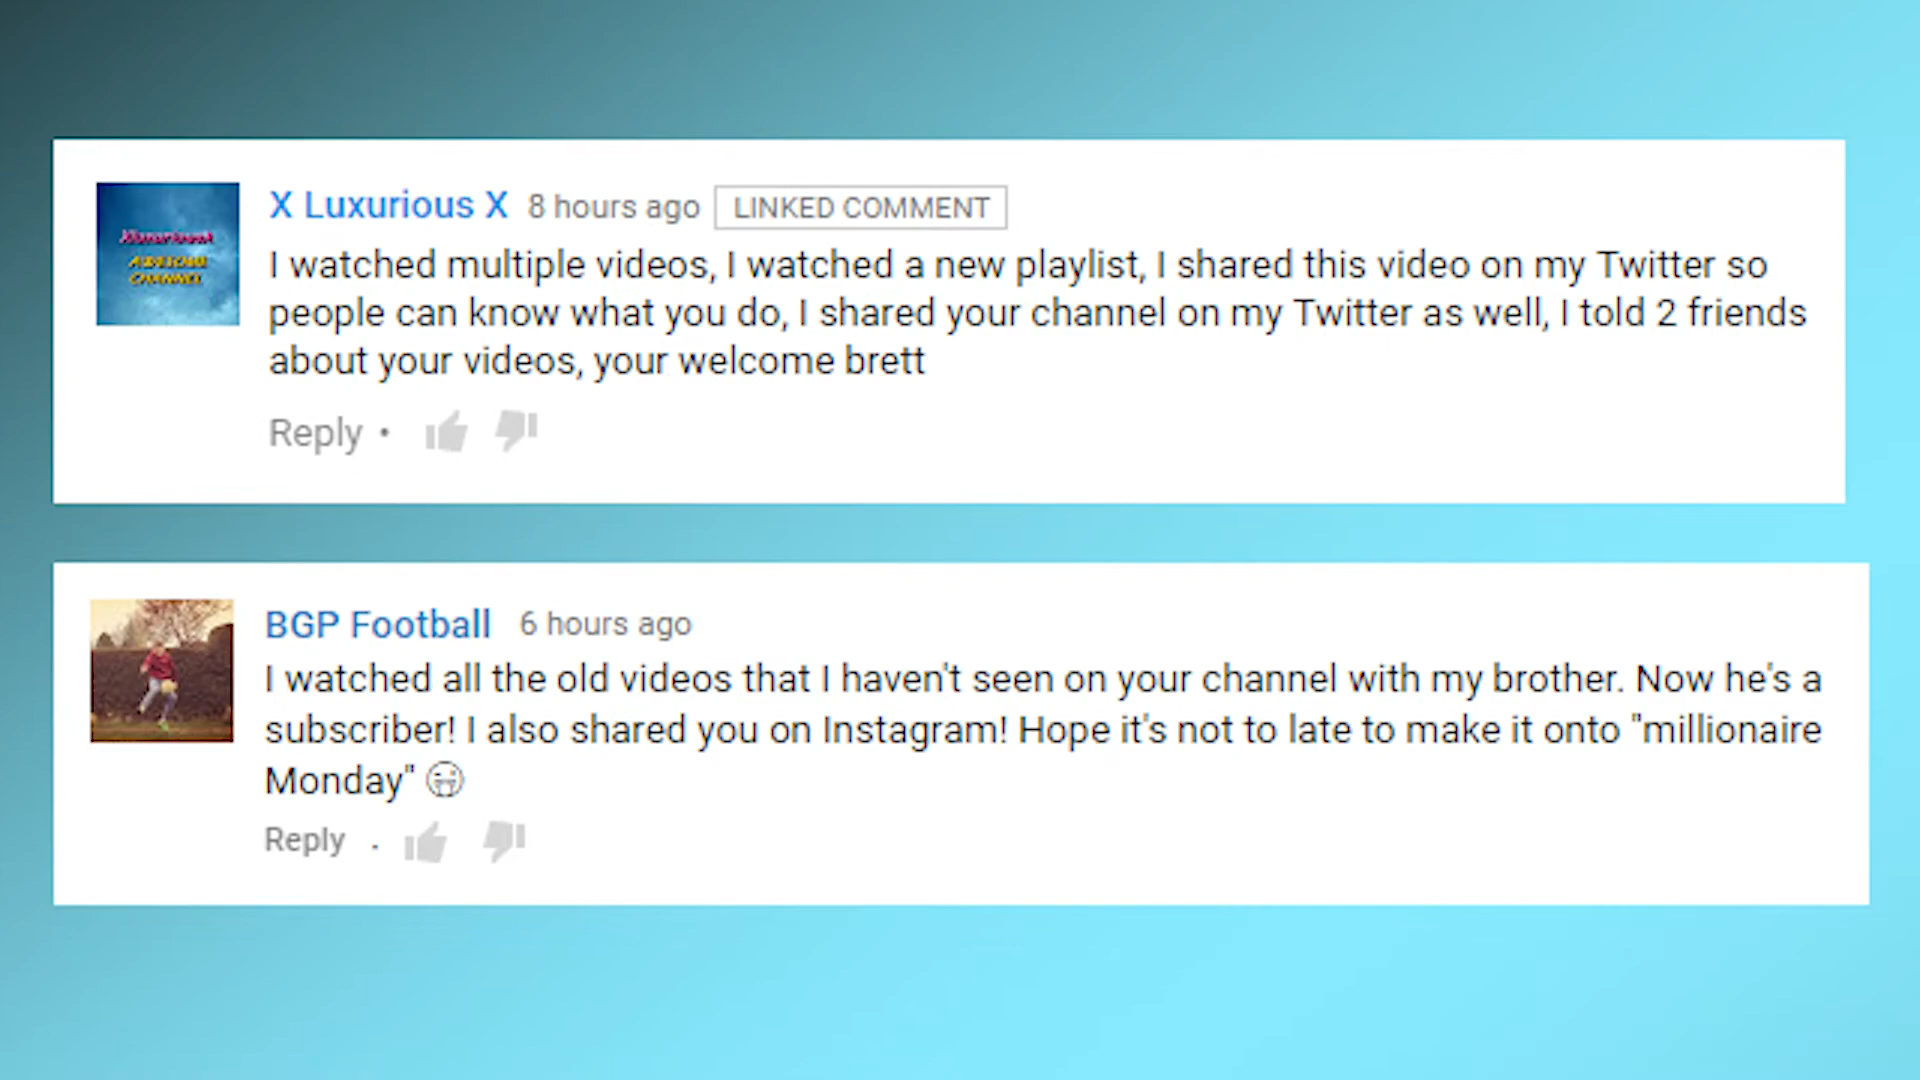 X Luxurious X 8 hours ago LINKED COMMENT
I watched multiple videos, I watched a new playlist, I shared this video on my Twitter so
people can know what you do, I shared your channel on my Twitter as well, I told 2 friends
about your videos, your welcome brett
Reply •
AWESOME
CHANNEL
BGP Football 6 hours ago
I watched all the old videos that I haven't seen on your channel with my brother. Now he's a
subscriber! I also shared you on Instagram! Hope it's not to late to make it onto "millionaire
Monday" 😜
Reply .